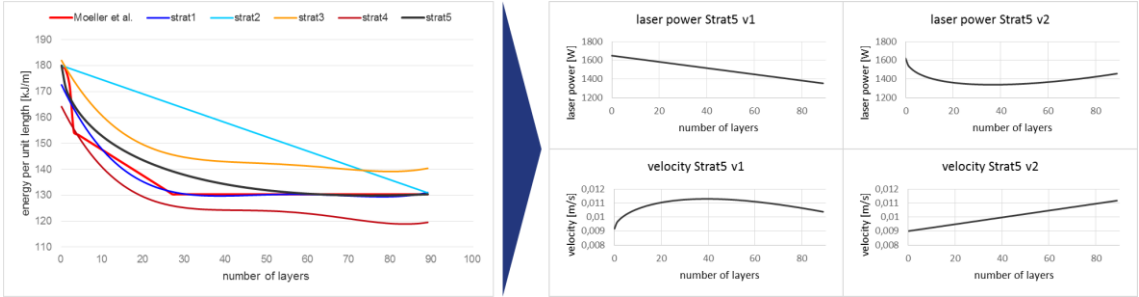 Moeller et al. strat1 strat2 strat3 strat4 strat5
energy per unit length [kJ/m]
190
180
170
160
150
140
130
120
110
0 10 20 30 40 50 60 70 80 90 100
number of layers
laser power Strat5 v1
laser power [W]
1800
1600
1400
1200
0 20 40 60 80
number of layers
laser power Strat5 v2
laser power [W]
1800
1600
1400
1200
0 20 40 60 80
number of layers
velocity Strat5 v1
velocity [m/s]
0,012
0,011
0,01
0,009
0,008
0 20 40 60 80
number of layers
velocity Strat5 v2
velocity [m/s]
0,012
0,011
0,01
0,009
0,008
0 20 40 60 80
number of layers